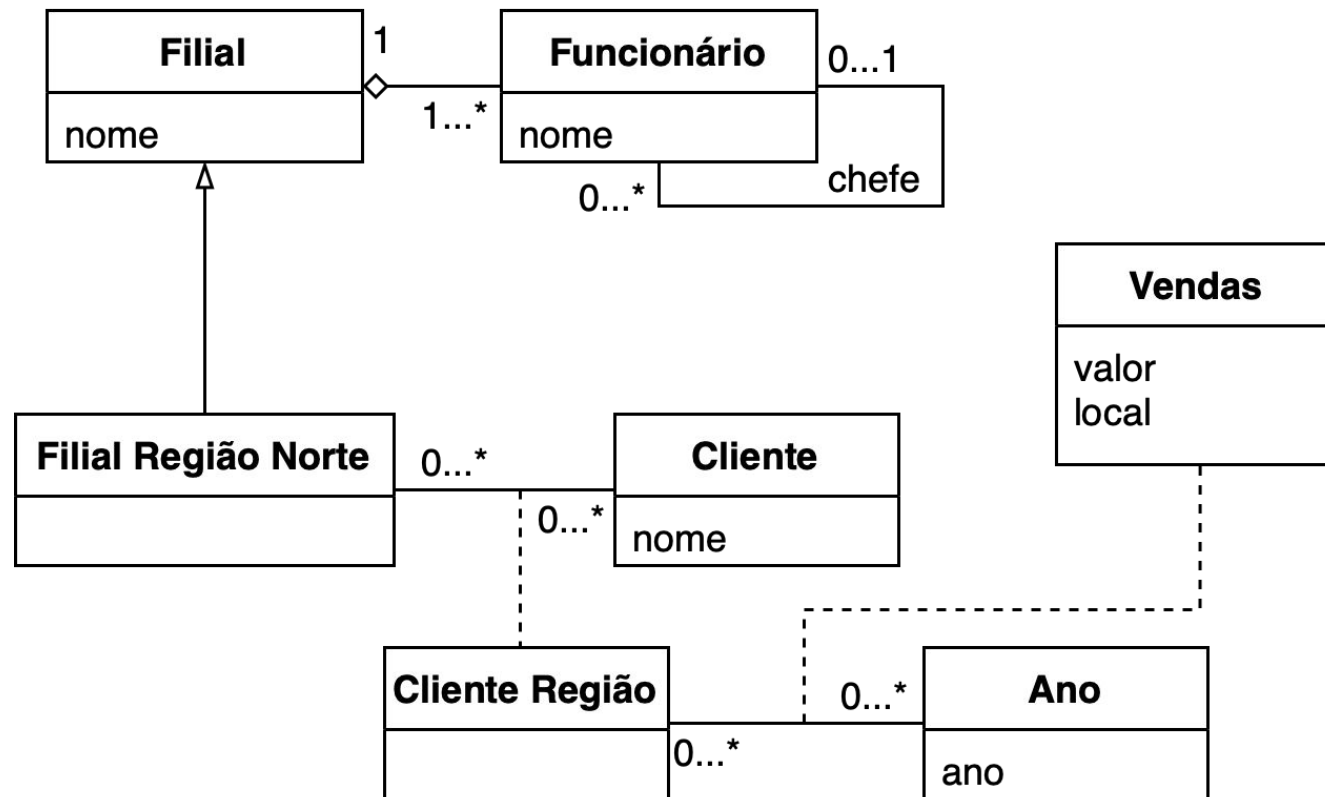 Filial
1
Funcionário
0...1
nome
1...*
nome
0...*
chefe
Vendas
valor
local
Filial Região Norte
0...*
Cliente
0...*
nome
Cliente Região
0...*
Ano
0...*
ano